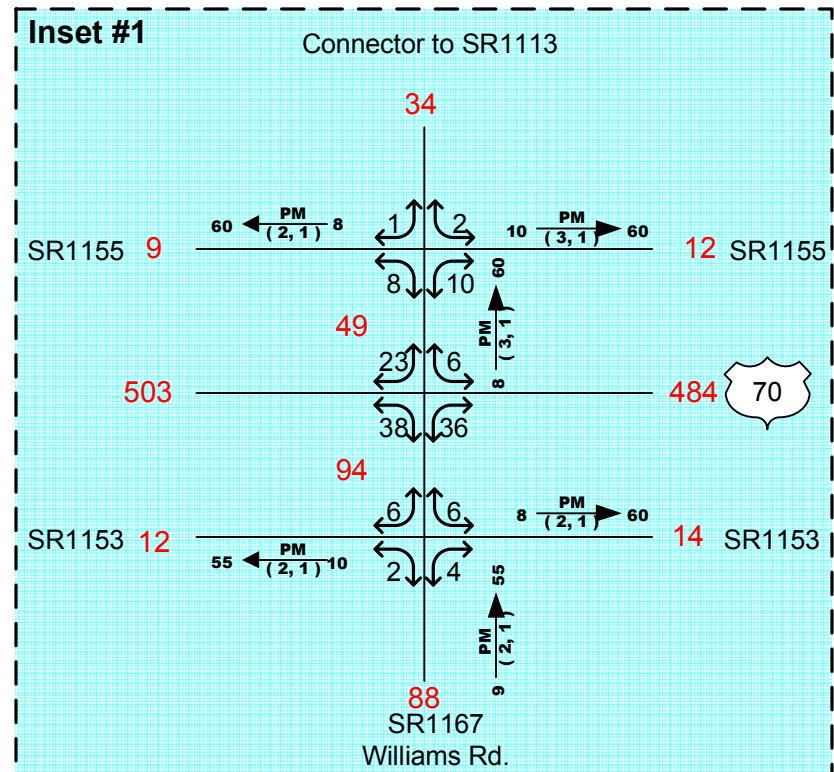 Inset #1
Connector to SR1113
34
60 PM 8
( 2, 1 )
1 2
10 PM 60
( 3, 1 )
SR1155 9
12 SR1155
8 10
60
PM
( 3, 1 )
8
49
23 6
503
484 70
38 36
94
6 6
8 PM 60
( 2, 1 )
SR1153 12
14 SR1153
55 PM 10
( 2, 1 )
2 4
55
PM
( 2, 1 )
9
88
SR1167
Williams Rd.